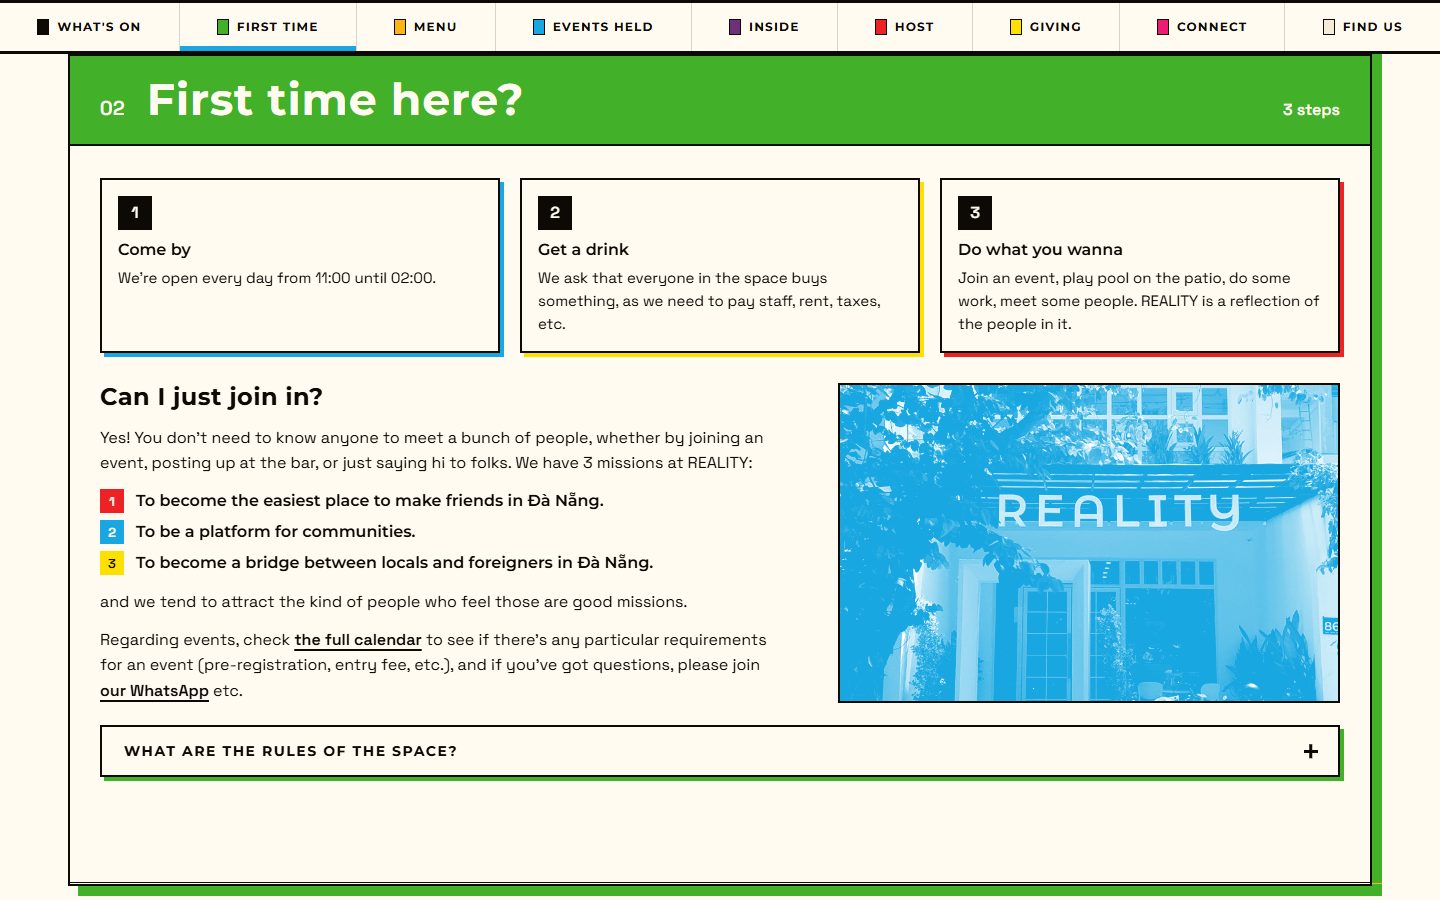 WHAT'S ON
FIRST TIME
MENU
EVENTS HELD
INSIDE
HOST
GIVING
CONNECT
FIND US
02 First time here?
3 steps
1
Come by
We're open every day from 11:00 until 02:00.
2
Get a drink
We ask that everyone in the space buys
something, as we need to pay staff, rent, taxes,
etc.
3
Do what you wanna
Join an event, play pool on the patio, do some
work, meet some people. REALITY is a reflection of
the people in it.
Can I just join in?
Yes! You don't need to know anyone to meet a bunch of people, whether by joining an
event, posting up at the bar, or just saying hi to folks. We have 3 missions at REALITY:
1 To become the easiest place to make friends in Đà Nẵng.
2 To be a platform for communities.
3 To become a bridge between locals and foreigners in Đà Nẵng.
and we tend to attract the kind of people who feel those are good missions.
Regarding events, check the full calendar to see if there's any particular requirements
for an event (pre-registration, entry fee, etc.), and if you've got questions, please join
our WhatsApp etc.
REALITY
86
WHAT ARE THE RULES OF THE SPACE? +